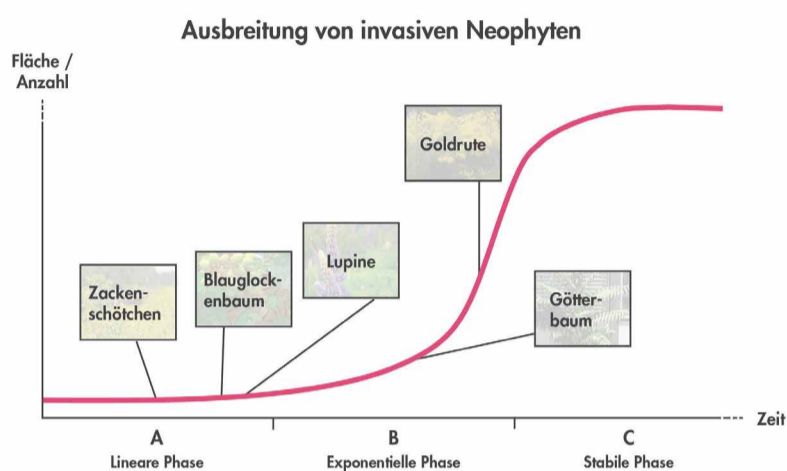 Ausbreitung von invasiven Neophyten
Fläche /
Anzahl
Goldrute
Lupine
Blauglock-
enbaum
Zacken-
schötchen
Götter-
baum
Zeit
A
B
C
Lineare Phase
Exponentielle Phase
Stabile Phase